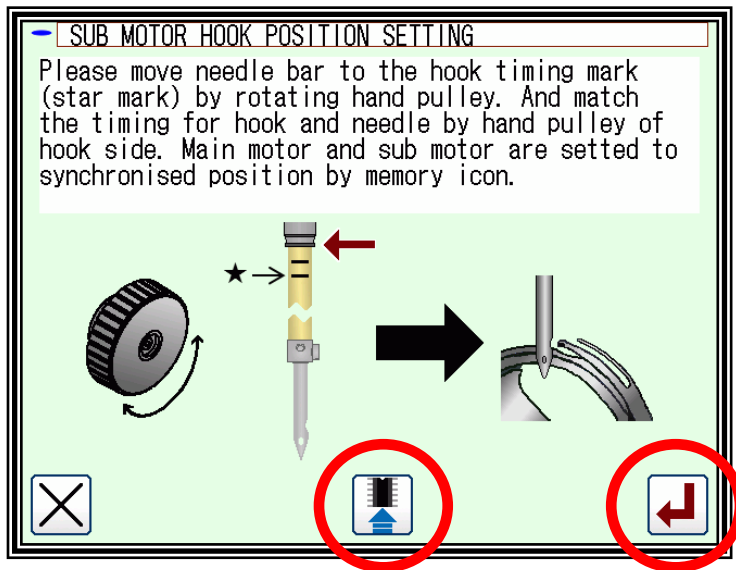 SUB MOTOR HOOK POSITION SETTING
Please move needle bar to the hook timing mark
(star mark) by rotating hand pulley. And match
the timing for hook and needle by hand pulley of
hook side. Main motor and sub motor are setted to
synchronised position by memory icon.